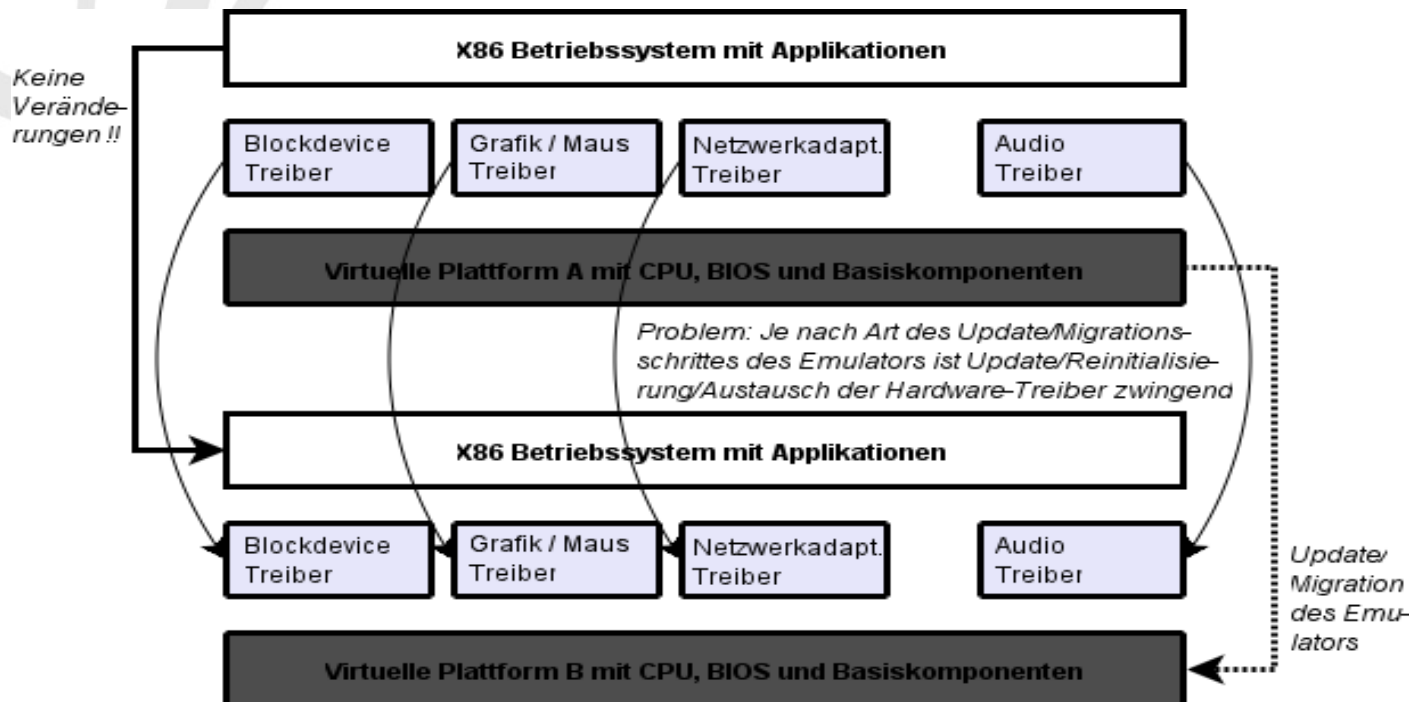 X86 Betriebssystem mit Applikationen
Keine
Verände-
rungen !!
Blockdevice
Treiber
Grafik / Maus
Treiber
Netzwerkadapt.
Treiber
Audio
Treiber
Virtuelle Plattform A mit CPU, BIOS und Basiskomponenten
Problem: Je nach Art des Update/Migrations-
schrittes des Emulators ist Update/Reinitialisie-
rung/Austausch der Hardware-Treiber zwingend
X86 Betriebssystem mit Applikationen
Blockdevice
Treiber
Grafik / Maus
Treiber
Netzwerkadapt.
Treiber
Audio
Treiber
Update/
Migration
des Emu-
lators
Virtuelle Plattform B mit CPU, BIOS und Basiskomponenten